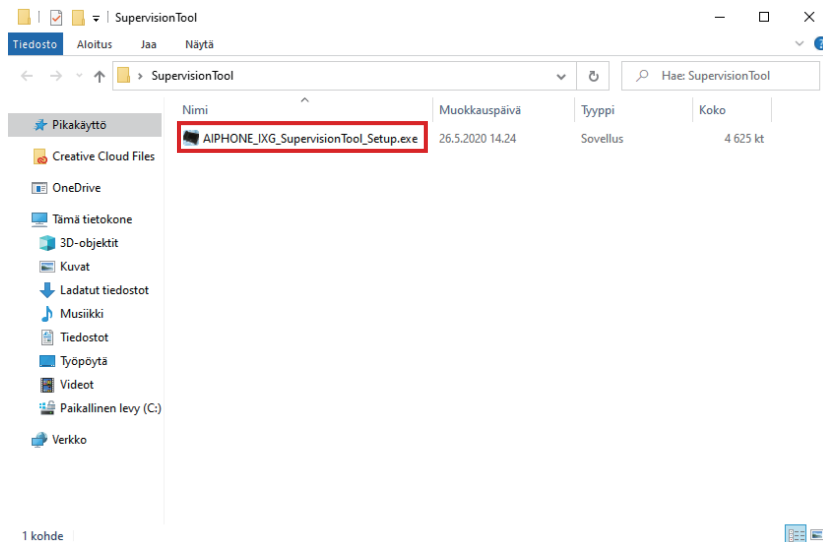 SupervisionTool
Tiedosto Aloitus Jaa Näytä
SupervisionTool Hae: SupervisionTool
Nimi Muokkauspäivä Tyyppi Koko
AIPHONE_IXG_SupervisionTool_Setup.exe 26.5.2020 14.24 Sovellus 4 625 kt
Pikakäyttö
Creative Cloud Files
OneDrive
Tämä tietokone
3D-objektit
Kuvat
Ladatut tiedostot
Musiikki
Tiedostot
Työpöytä
Videot
Paikallinen levy (C:)
Verkko
1 kohde